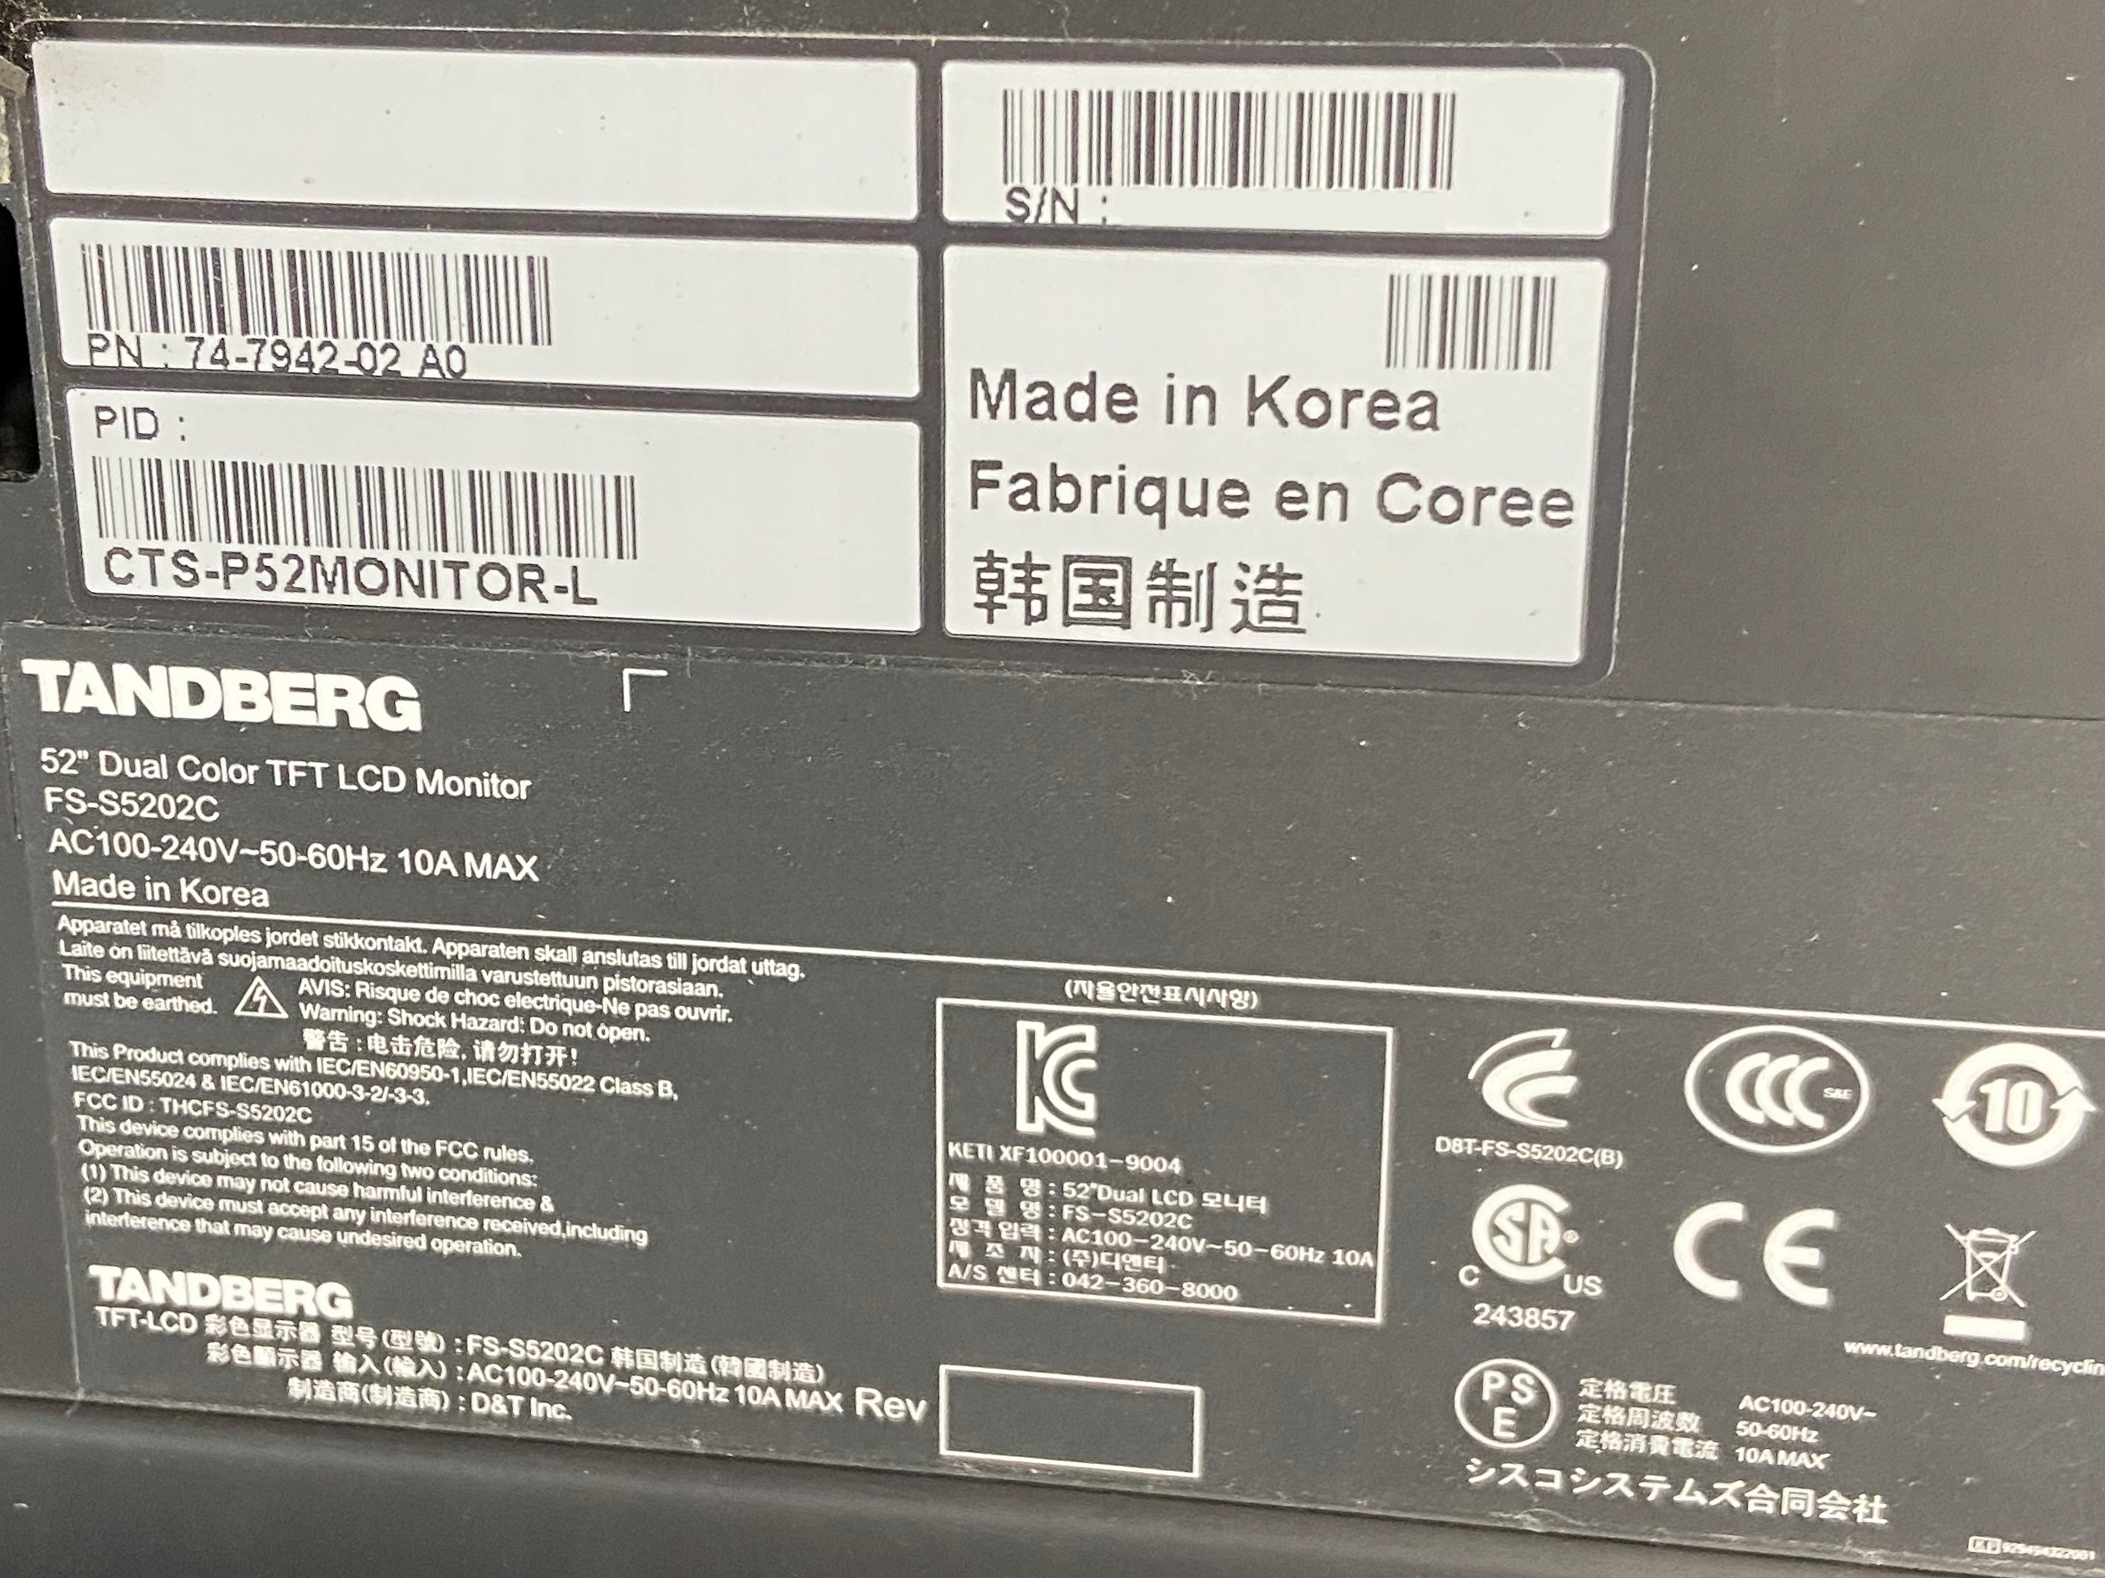 S/N :
PN : 74-7942-02 A0
PID :
CTS-P52MONITOR-L
Made in Korea
Fabrique en Coree
韩国制造
TANDBERG
52" Dual Color TFT LCD Monitor
FS-S5202C
AC100-240V~50-60Hz 10A MAX
Made in Korea
Apparatet må tilkoples jordet stikkontakt. Apparaten skall anslutas till jordat uttag.
Laite on liitettävä suojamaadoituskoskettimilla varustettuun pistorasiaan.
This equipment
must be earthed.
AVIS: Risque de choc electrique-Ne pas ouvrir.
Warning: Shock Hazard: Do not open.
警告 : 电击危险, 请勿打开!
This Product complies with IEC/EN60950-1,IEC/EN55022 Class B,
IEC/EN55024 & IEC/EN61000-3-2/-3-3.
FCC ID : THCFS-S5202C
This device complies with part 15 of the FCC rules.
Operation is subject to the following two conditions:
(1) This device may not cause harmful interference &
(2) This device must accept any interference received,including
interference that may cause undesired operation.
TANDBERG
TFT-LCD 彩色显示器 型号(型號) : FS-S5202C 韩国制造(韓國制造)
彩色顯示器 输入(輸入) : AC100-240V~50-60Hz 10A MAX Rev
制造商(制造商) : D&T Inc.
(자율안전표시사항)
KC
KETI XF100001-9004
제 품 명 : 52"Dual LCD 모니터
모 델 명 : FS-S5202C
정격 입력 : AC100-240V~50-60Hz 10A
제 조 자 : (주)디앤티
A/S 센터 : 042-360-8000
D8T-FS-S5202C(B)
CCC
S&E
10
SA
C US
243857
CE
www.tandberg.com/recyclin
PS
E
定格電圧 AC100-240V~
定格周波数 50-60Hz
定格消費電流 10A MAX
シスコシステムズ合同会社